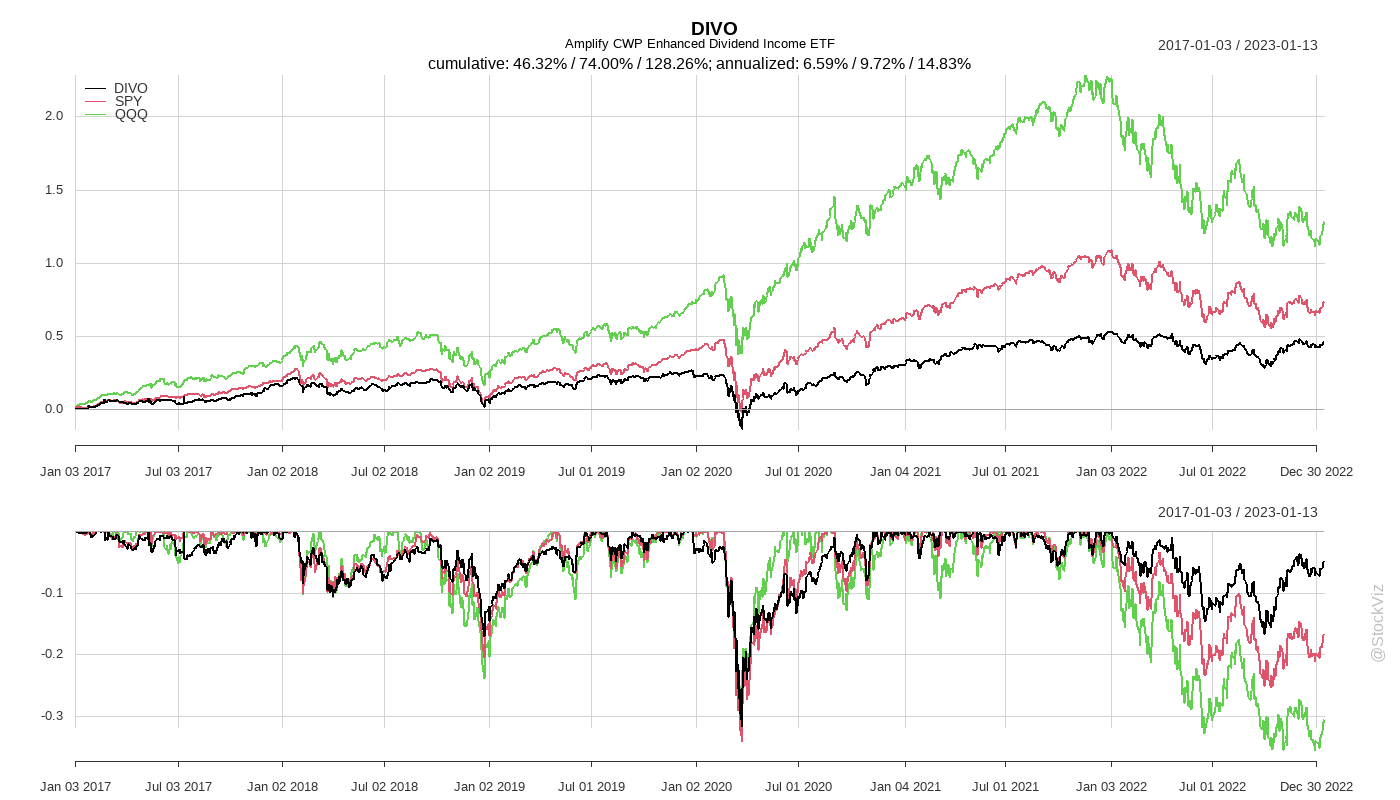 DIVO
Amplify CWP Enhanced Dividend Income ETF
2017-01-03 / 2023-01-13
cumulative: 46.32% / 74.00% / 128.26%; annualized: 6.59% / 9.72% / 14.83%
DIVO
SPY
QQQ
2.0
1.5
1.0
0.5
0.0
Jan 03 2017 Jul 03 2017 Jan 02 2018 Jul 02 2018 Jan 02 2019 Jul 01 2019 Jan 02 2020 Jul 01 2020 Jan 04 2021 Jul 01 2021 Jan 03 2022 Jul 01 2022 Dec 30 2022
2017-01-03 / 2023-01-13
-0.1
-0.2
-0.3
Jan 03 2017 Jul 03 2017 Jan 02 2018 Jul 02 2018 Jan 02 2019 Jul 01 2019 Jan 02 2020 Jul 01 2020 Jan 04 2021 Jul 01 2021 Jan 03 2022 Jul 01 2022 Dec 30 2022
@StockViz